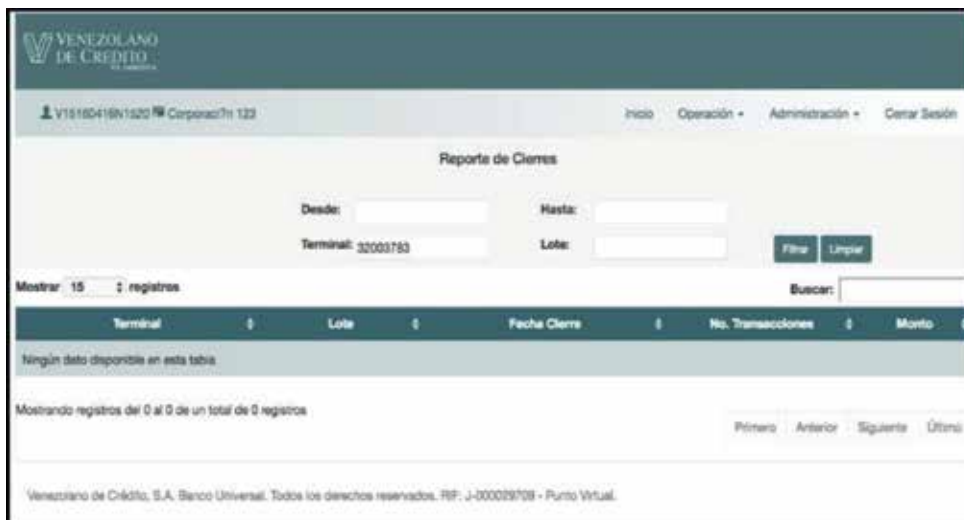 VENEZOLANO
DE CREDITO
Corporaci?n 123
Inicio Operación Administración Cerrar Sesión
Reporte de Cierres
Desde: Hasta:
Terminal: 32003783 Lote: Filtrar Limpiar
Mostrar 15 registros Buscar:
Terminal Lote Fecha Cierre No. Transacciones Monto
Ningún dato disponible en esta tabla
Mostrando registros del 0 al 0 de un total de 0 registros
Primero Anterior Siguiente Último
Venezolano de Crédito, S.A. Banco Universal. Todos los derechos reservados. RIF: J-000029709 - Punto Virtual.